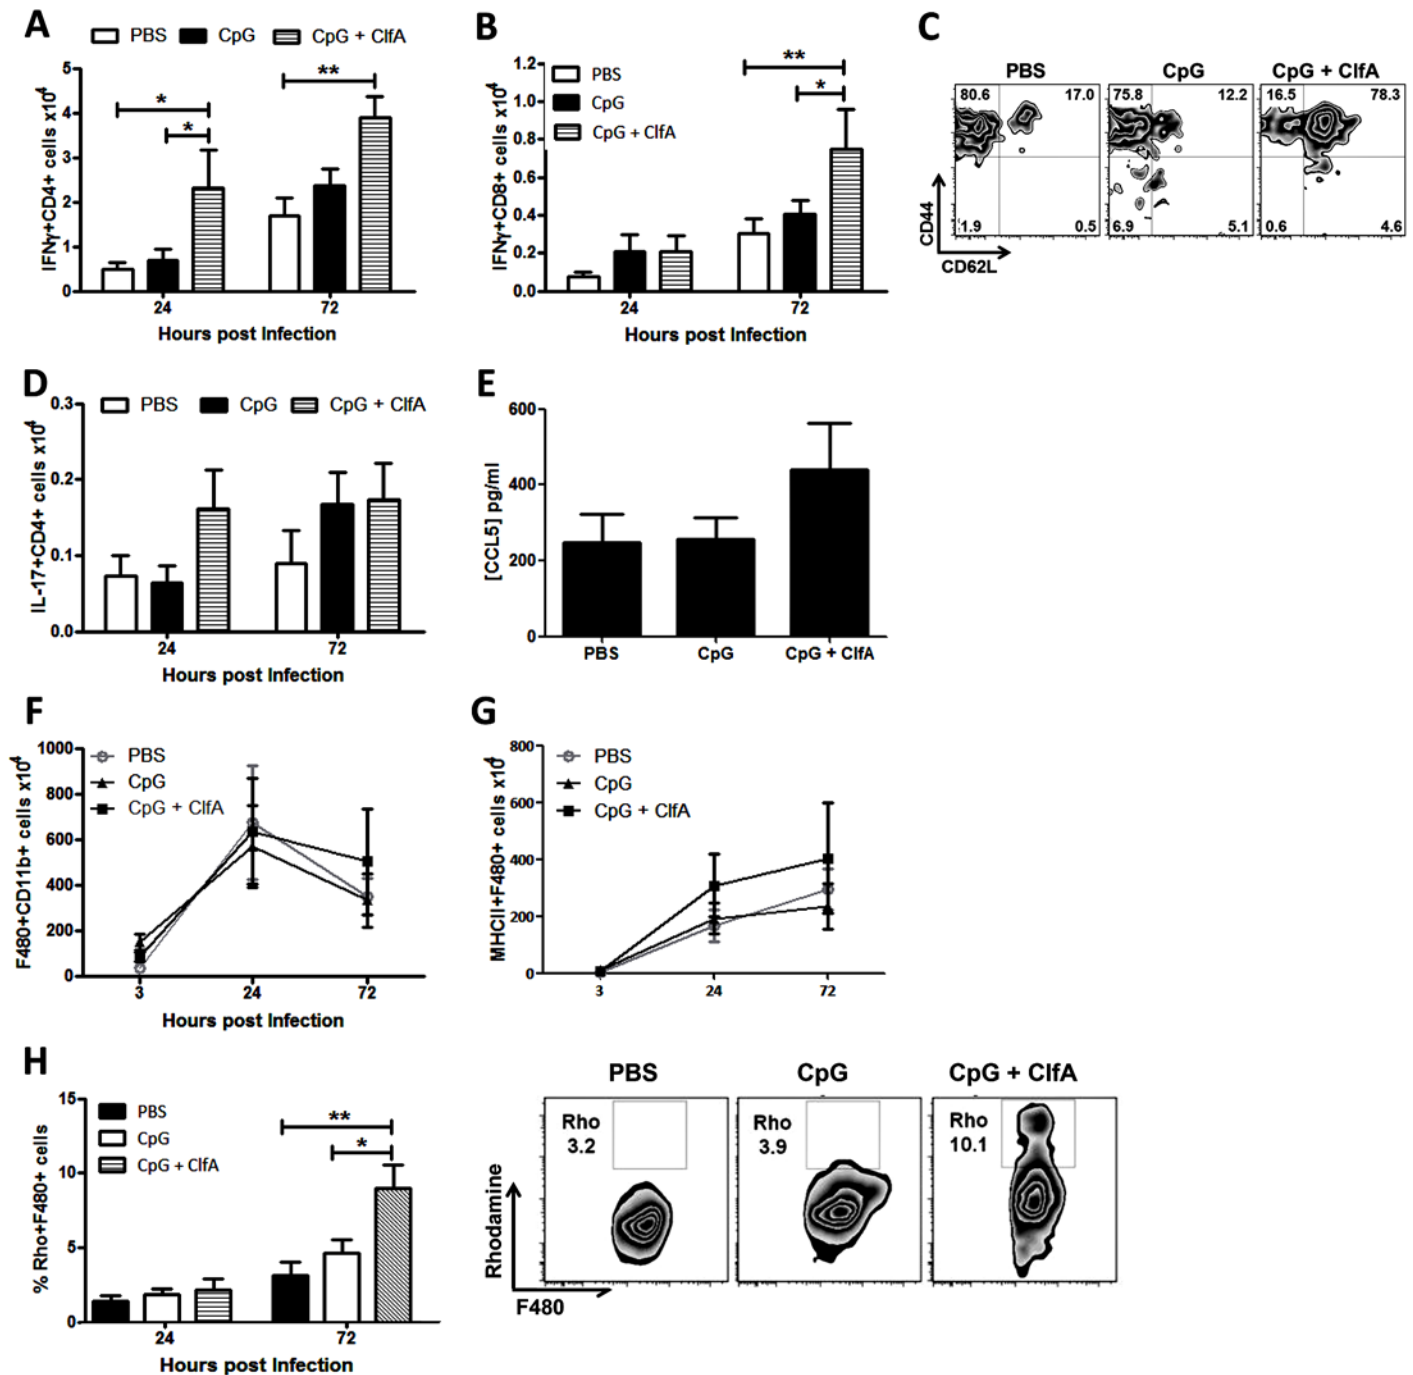 A
PBS CpG CpG + ClfA
IFNγ+CD4+ cells x10⁴
5
4
3
2
1
0
*
*
**
24 72
Hours post Infection
B
PBS
CpG
CpG + ClfA
IFNγ+CD8+ cells x10⁴
1.2
1.0
0.8
0.6
0.4
0.2
0.0
**
*
24 72
Hours post Infection
C
PBS CpG CpG + ClfA
80.6 17.0 75.8 12.2 16.5 78.3
1.9 0.5 6.9 5.1 0.6 4.6
CD44
CD62L
D
PBS CpG CpG + ClfA
IL-17+CD4+ cells x10⁴
0.3
0.2
0.1
0.0
24 72
Hours post Infection
E
[CCL5] pg/ml
600
400
200
0
PBS CpG CpG + ClfA
F
PBS
CpG
CpG + ClfA
F480+CD11b+ cells x10⁴
1000
800
600
400
200
0
3 24 72
Hours post Infection
G
PBS
CpG
CpG + ClfA
MHCII+F480+ cells x10⁴
800
600
400
200
0
3 24 72
H
PBS
CpG
CpG + ClfA
% Rho+F480+ cells
15
10
5
0
**
*
24 72
Hours post Infection
PBS CpG CpG + ClfA
Rho Rho Rho
3.2 3.9 10.1
Rhodamine
F480